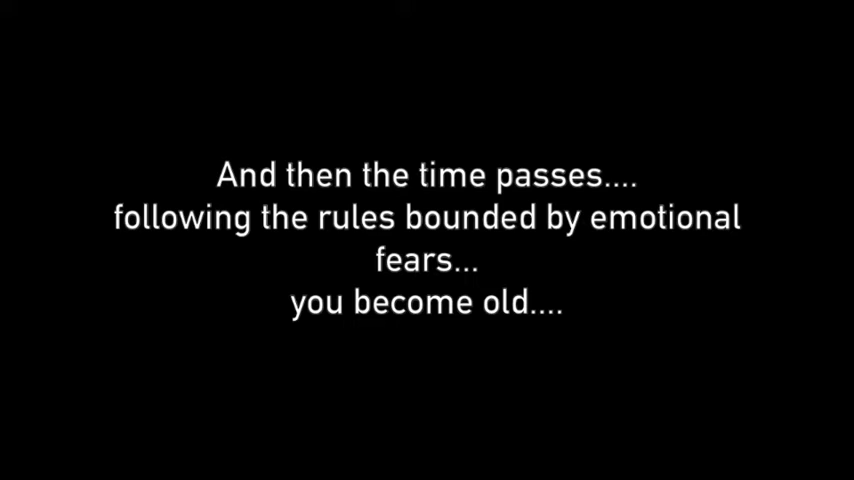 And then the time passes....
following the rules bounded by emotional
fears...
you become old....